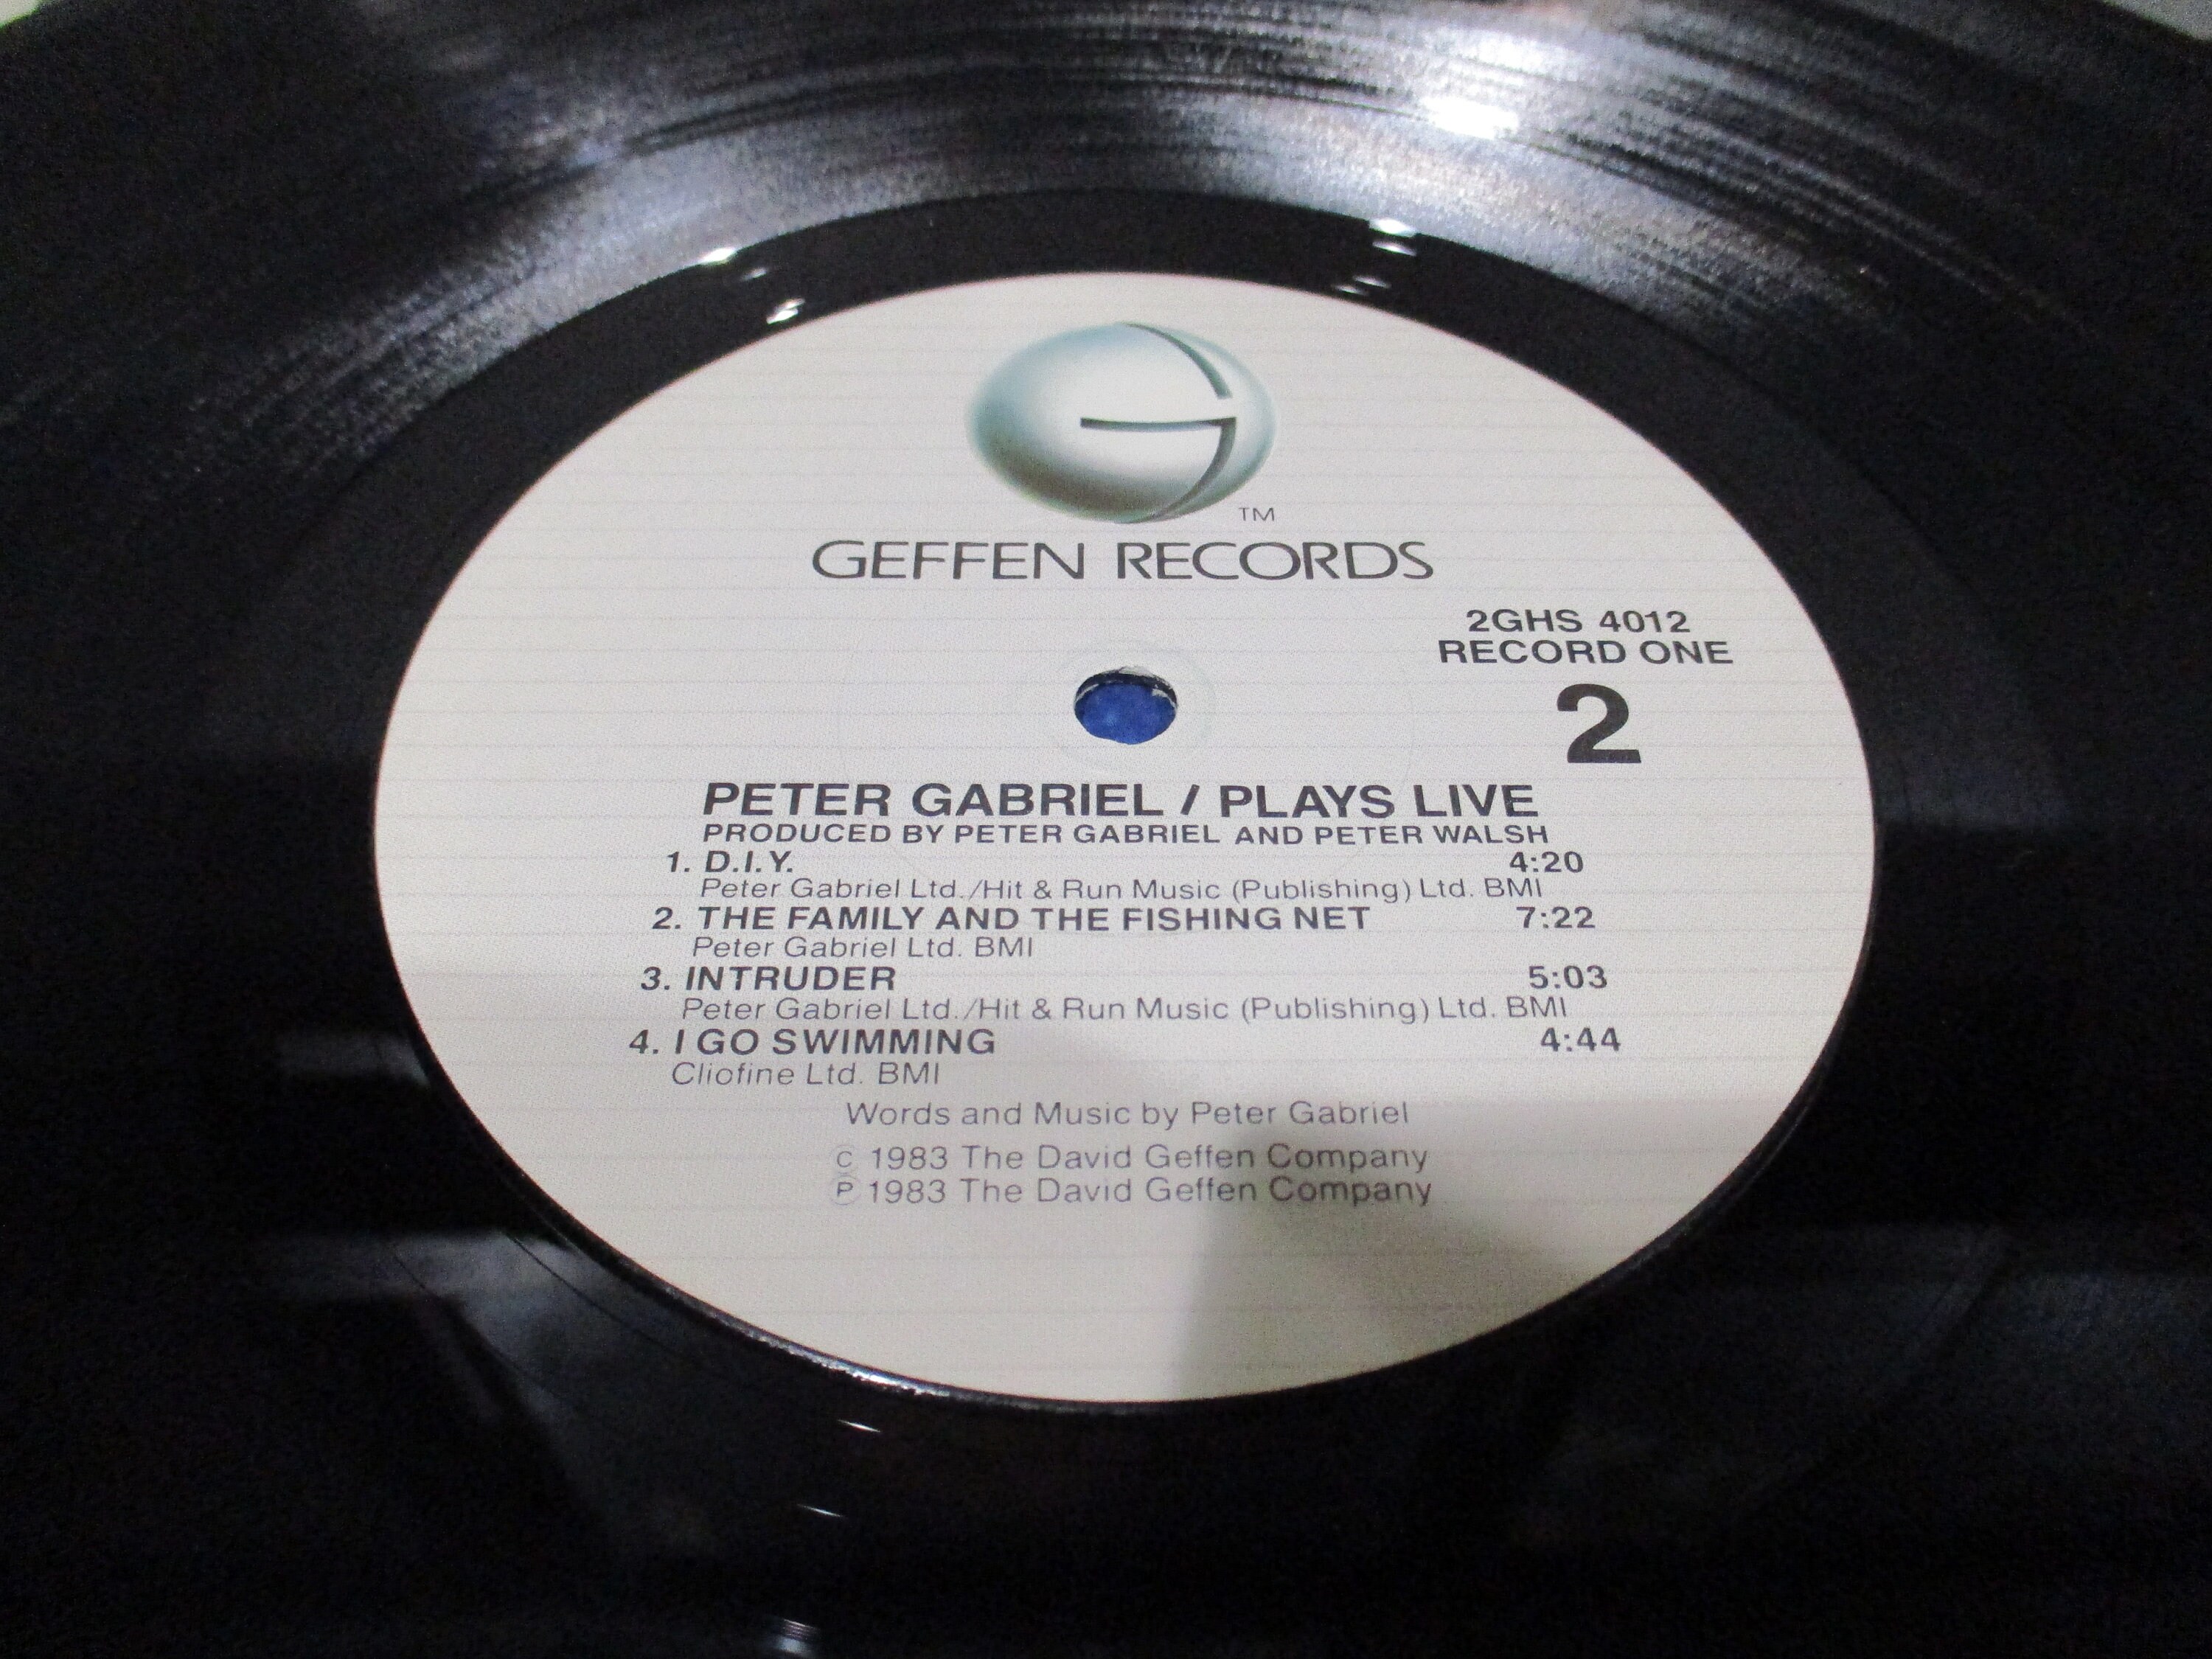 TM
GEFFEN RECORDS
2GHS 4012
RECORD ONE
2
PETER GABRIEL / PLAYS LIVE
PRODUCED BY PETER GABRIEL AND PETER WALSH
1. D.I.Y. 4:20
Peter Gabriel Ltd./Hit & Run Music (Publishing) Ltd. BMI
2. THE FAMILY AND THE FISHING NET 7:22
Peter Gabriel Ltd. BMI
3. INTRUDER 5:03
Peter Gabriel Ltd./Hit & Run Music (Publishing) Ltd. BMI
4. I GO SWIMMING 4:44
Cliofine Ltd. BMI
Words and Music by Peter Gabriel
© 1983 The David Geffen Company
℗ 1983 The David Geffen Company